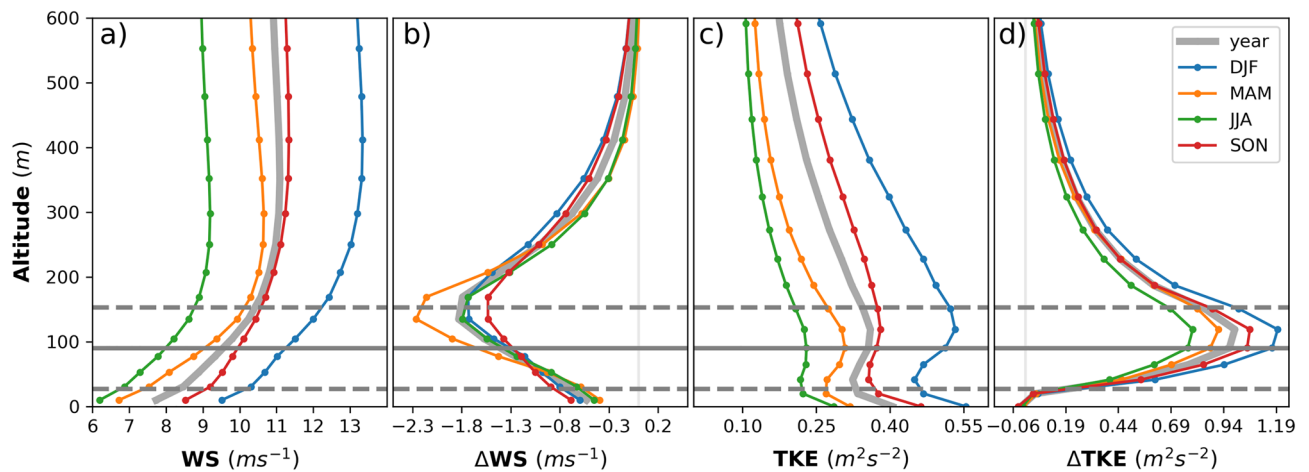 a)
b)
c)
d)
year
DJF
MAM
JJA
SON
Altitude (m)
600
500
400
300
200
100
0
6 7 8 9 10 11 12 13
−2.3 −1.8 −1.3 −0.8 −0.3 0.2
0.10 0.25 0.40 0.55
−0.06 0.19 0.44 0.69 0.94 1.19
WS (ms⁻¹)
ΔWS (ms⁻¹)
TKE (m²s⁻²)
ΔTKE (m²s⁻²)